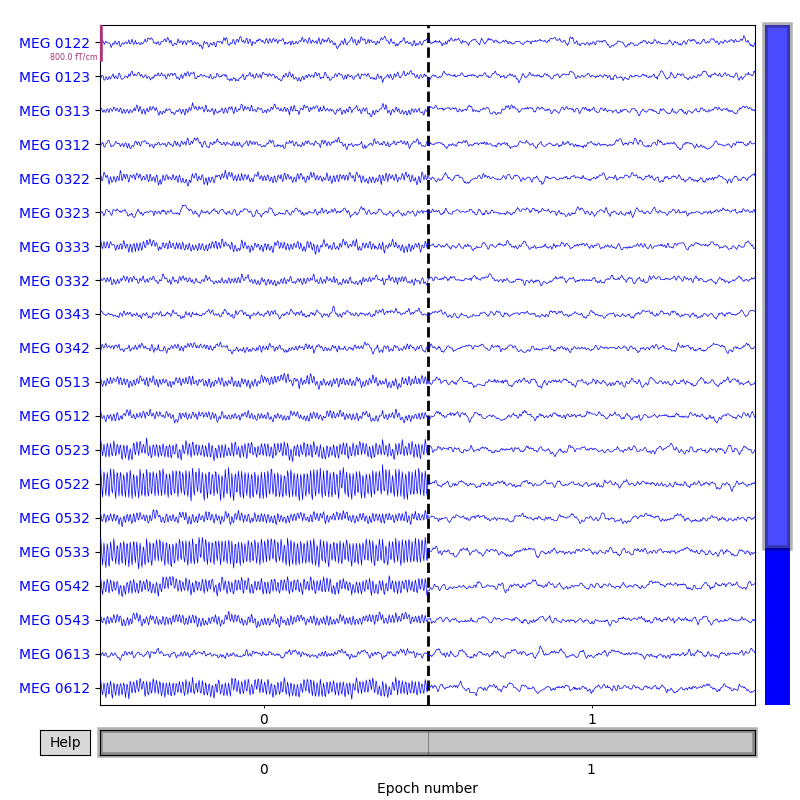 MEG 0122
800.0 fT/cm
MEG 0123
MEG 0313
MEG 0312
MEG 0322
MEG 0323
MEG 0333
MEG 0332
MEG 0343
MEG 0342
MEG 0513
MEG 0512
MEG 0523
MEG 0522
MEG 0532
MEG 0533
MEG 0542
MEG 0543
MEG 0613
MEG 0612
0 1
Help
0 1
Epoch number